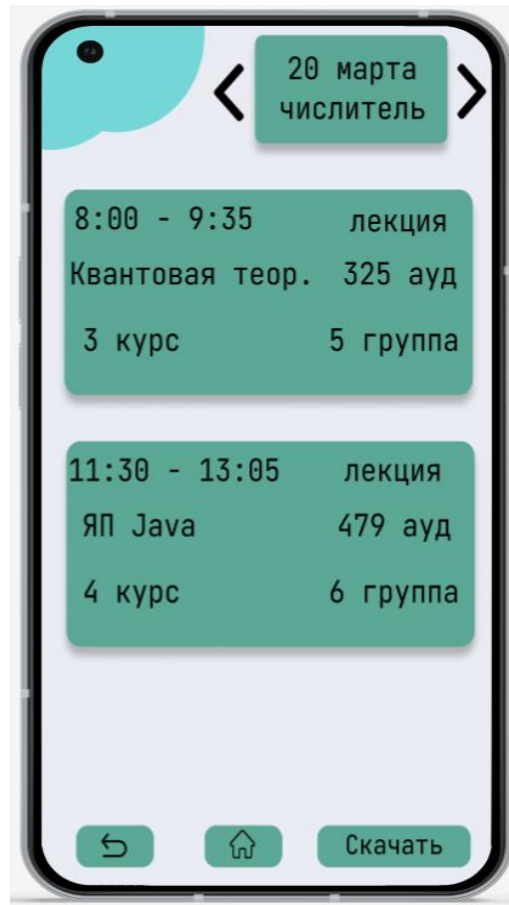 20 марта
числитель
8:00 - 9:35 лекция
Квантовая теор. 325 ауд
3 курс 5 группа
11:30 - 13:05 лекция
ЯП Java 479 ауд
4 курс 6 группа
Скачать